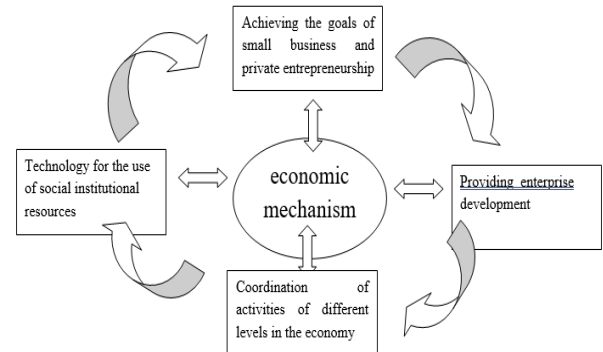 Achieving the goals of
small business and
private entrepreneurship
Technology for the use
of social institutional
resources
economic
mechanism
Providing enterprise
development
Coordination of
activities of different
levels in the economy